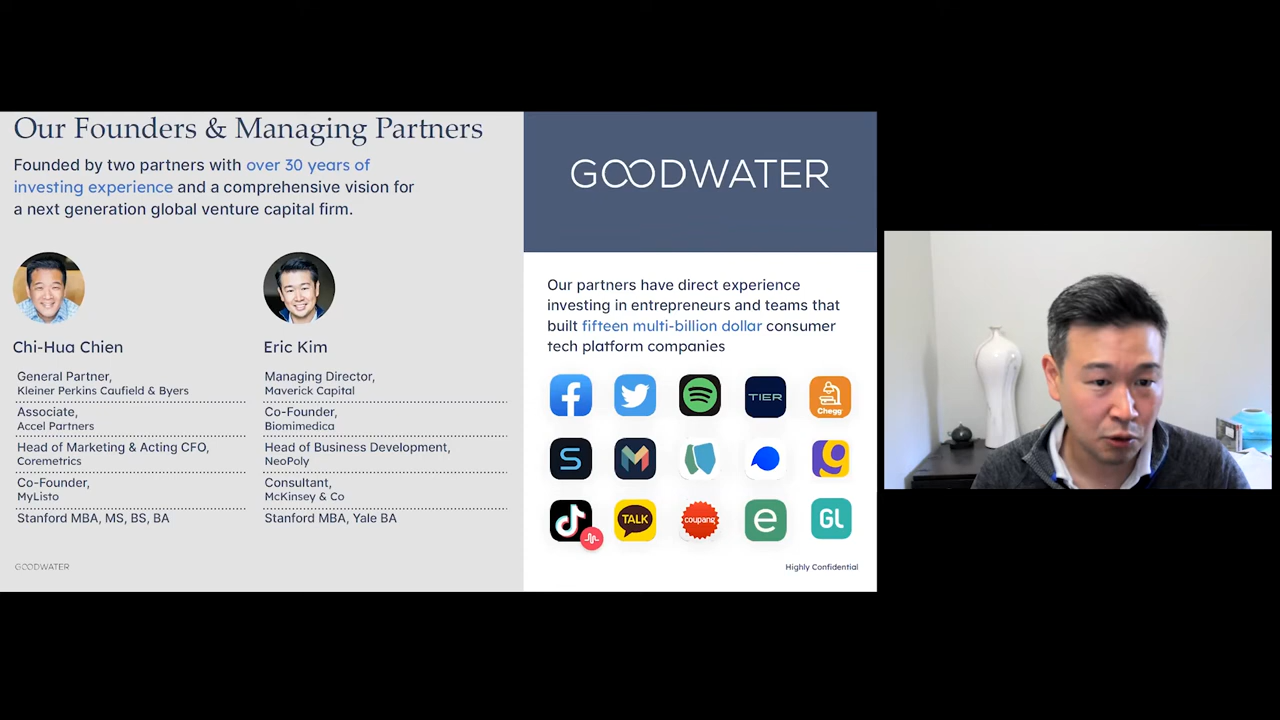 Our Founders & Managing Partners
Founded by two partners with over 30 years of
investing experience and a comprehensive vision for
a next generation global venture capital firm.
Chi-Hua Chien
General Partner,
Kleiner Perkins Caufield & Byers
Associate,
Accel Partners
Head of Marketing & Acting CFO,
Coremetrics
Co-Founder,
MyListo
Stanford MBA, MS, BS, BA
Eric Kim
Managing Director,
Maverick Capital
Co-Founder,
Biomimedica
Head of Business Development,
NeoPoly
Consultant,
McKinsey & Co
Stanford MBA, Yale BA
GOODWATER
GOODWATER
Our partners have direct experience
investing in entrepreneurs and teams that
built fifteen multi-billion dollar consumer
tech platform companies
TIER
Chegg
S
M
g
TALK
coupang
e
GL
Highly Confidential